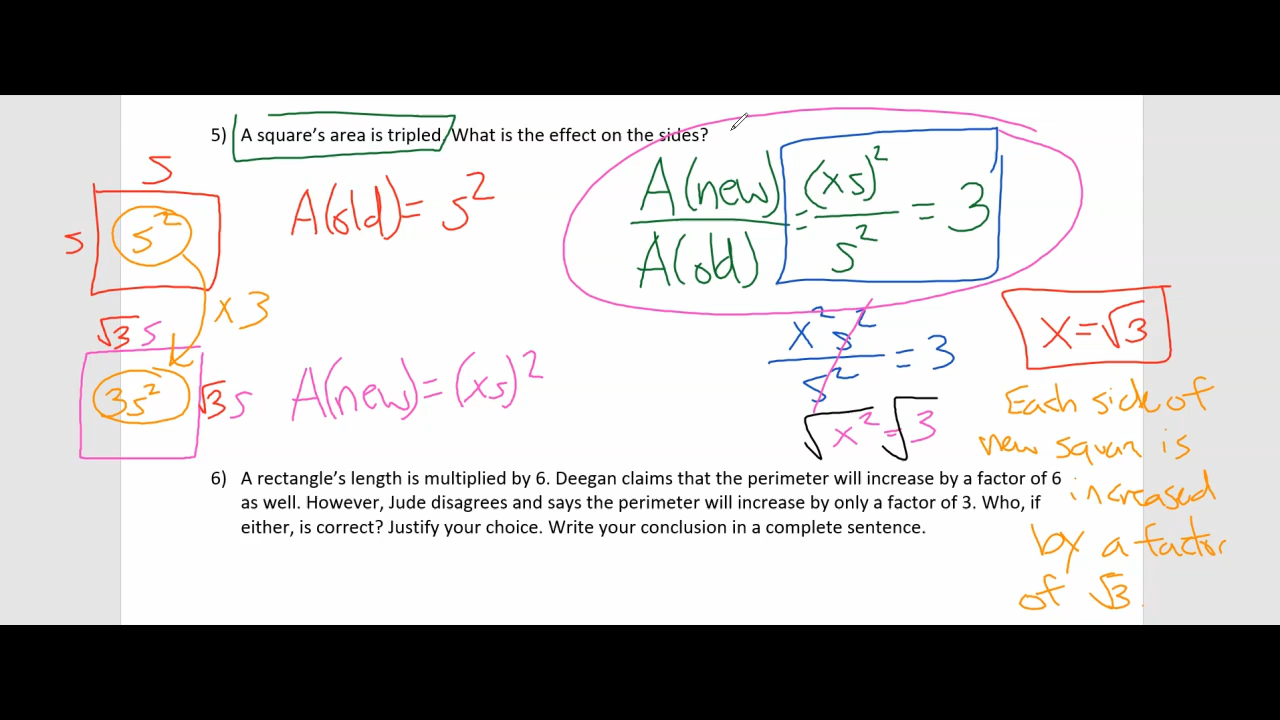 5) A square's area is tripled. What is the effect on the sides?
S
S
S²
x 3
√3 S
3S²
√3 S
A(old) = S²
A(new) = (xs)²
A(new) / A(old) = (xs)² / s² = 3
x² s² / s² = 3
√x² = √3
x = √3
Each side of
new square is
increased
by a factor
of √3.
6) A rectangle's length is multiplied by 6. Deegan claims that the perimeter will increase by a factor of 6
as well. However, Jude disagrees and says the perimeter will increase by only a factor of 3. Who, if
either, is correct? Justify your choice. Write your conclusion in a complete sentence.